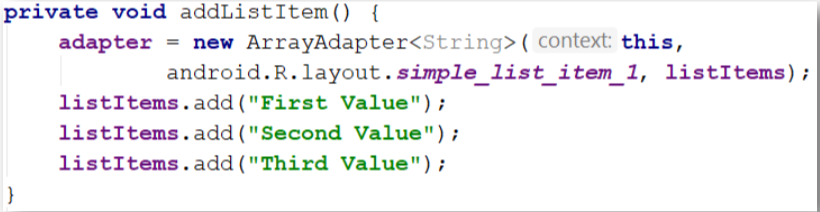 private void addListItem() {
adapter = new ArrayAdapter<String>( context: this,
android.R.layout.simple_list_item_1, listItems);
listItems.add("First Value");
listItems.add("Second Value");
listItems.add("Third Value");
}